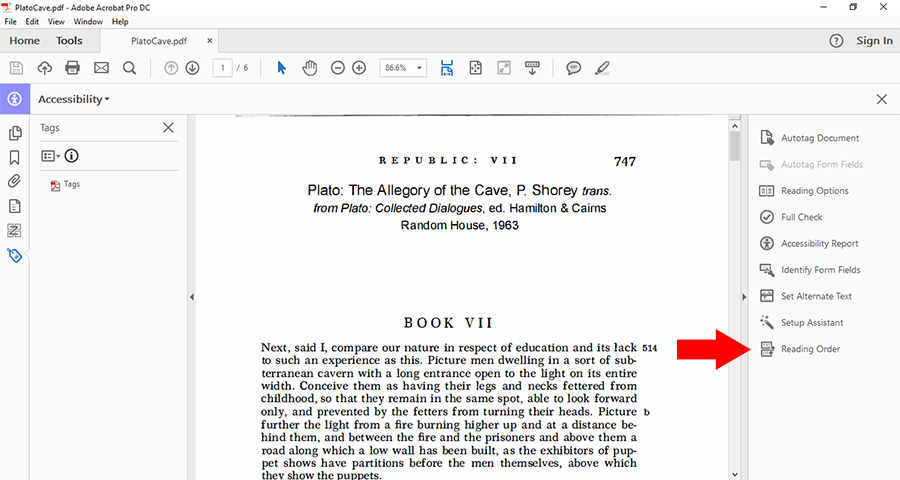 PlatoCave.pdf - Adobe Acrobat Pro DC
File Edit View Window Help
Home Tools PlatoCave.pdf × ? Sign In
1 / 6 86.6%
Accessibility
Tags
Tags
REPUBLIC: VII 747
Plato: The Allegory of the Cave, P. Shorey trans.
from Plato: Collected Dialogues, ed. Hamilton & Cairns
Random House, 1963
BOOK VII
Next, said I, compare our nature in respect of education and its lack 514
to such an experience as this. Picture men dwelling in a sort of sub-
terranean cavern with a long entrance open to the light on its entire
width. Conceive them as having their legs and necks fettered from
childhood, so that they remain in the same spot, able to look forward
only, and prevented by the fetters from turning their heads. Picture b
further the light from a fire burning higher up and at a distance be-
hind them, and between the fire and the prisoners and above them a
road along which a low wall has been built, as the exhibitors of pup-
pet shows have partitions before the men themselves, above which
they show the puppets.
Autotag Document
Autotag Form Fields
Reading Options
Full Check
Accessibility Report
Identify Form Fields
Set Alternate Text
Setup Assistant
Reading Order